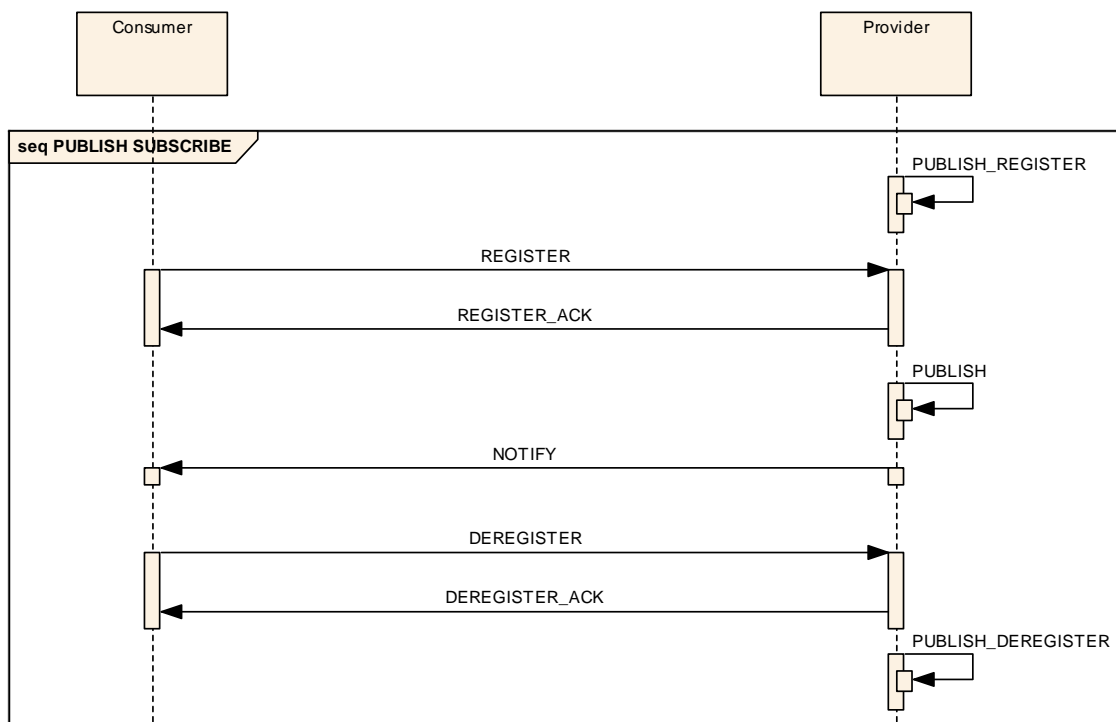 Consumer
Provider
seq PUBLISH SUBSCRIBE
PUBLISH_REGISTER
REGISTER
REGISTER_ACK
PUBLISH
NOTIFY
DEREGISTER
DEREGISTER_ACK
PUBLISH_DEREGISTER